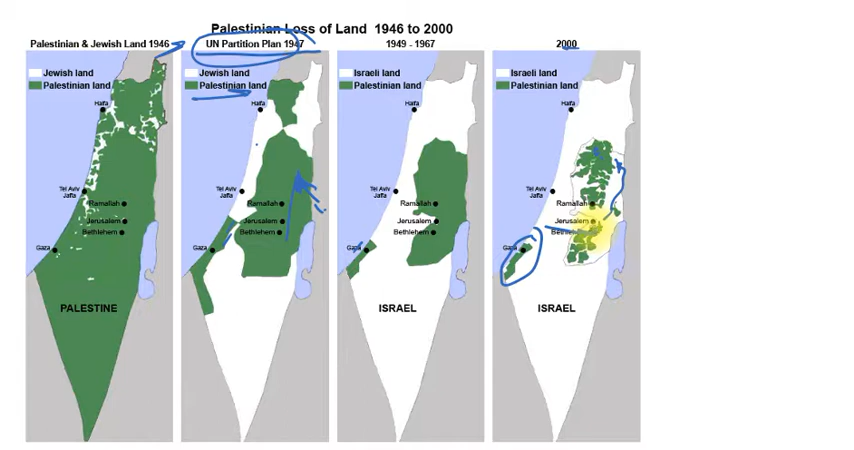 Palestinian Loss of Land 1946 to 2000
Palestinian & Jewish Land 1946
Jewish land
Palestinian land
Haifa
Tel Aviv
Jaffa
Ramallah
Jerusalem
Bethlehem
Gaza
PALESTINE
UN Partition Plan 1947
Jewish land
Palestinian land
Haifa
Tel Aviv
Jaffa
Ramallah
Jerusalem
Bethlehem
Gaza
1949 - 1967
Israeli land
Palestinian land
Haifa
Tel Aviv
Jaffa
Ramallah
Jerusalem
Bethlehem
Gaza
ISRAEL
2000
Israeli land
Palestinian land
Haifa
Tel Aviv
Jaffa
Ramallah
Jerusalem
Gaza
ISRAEL